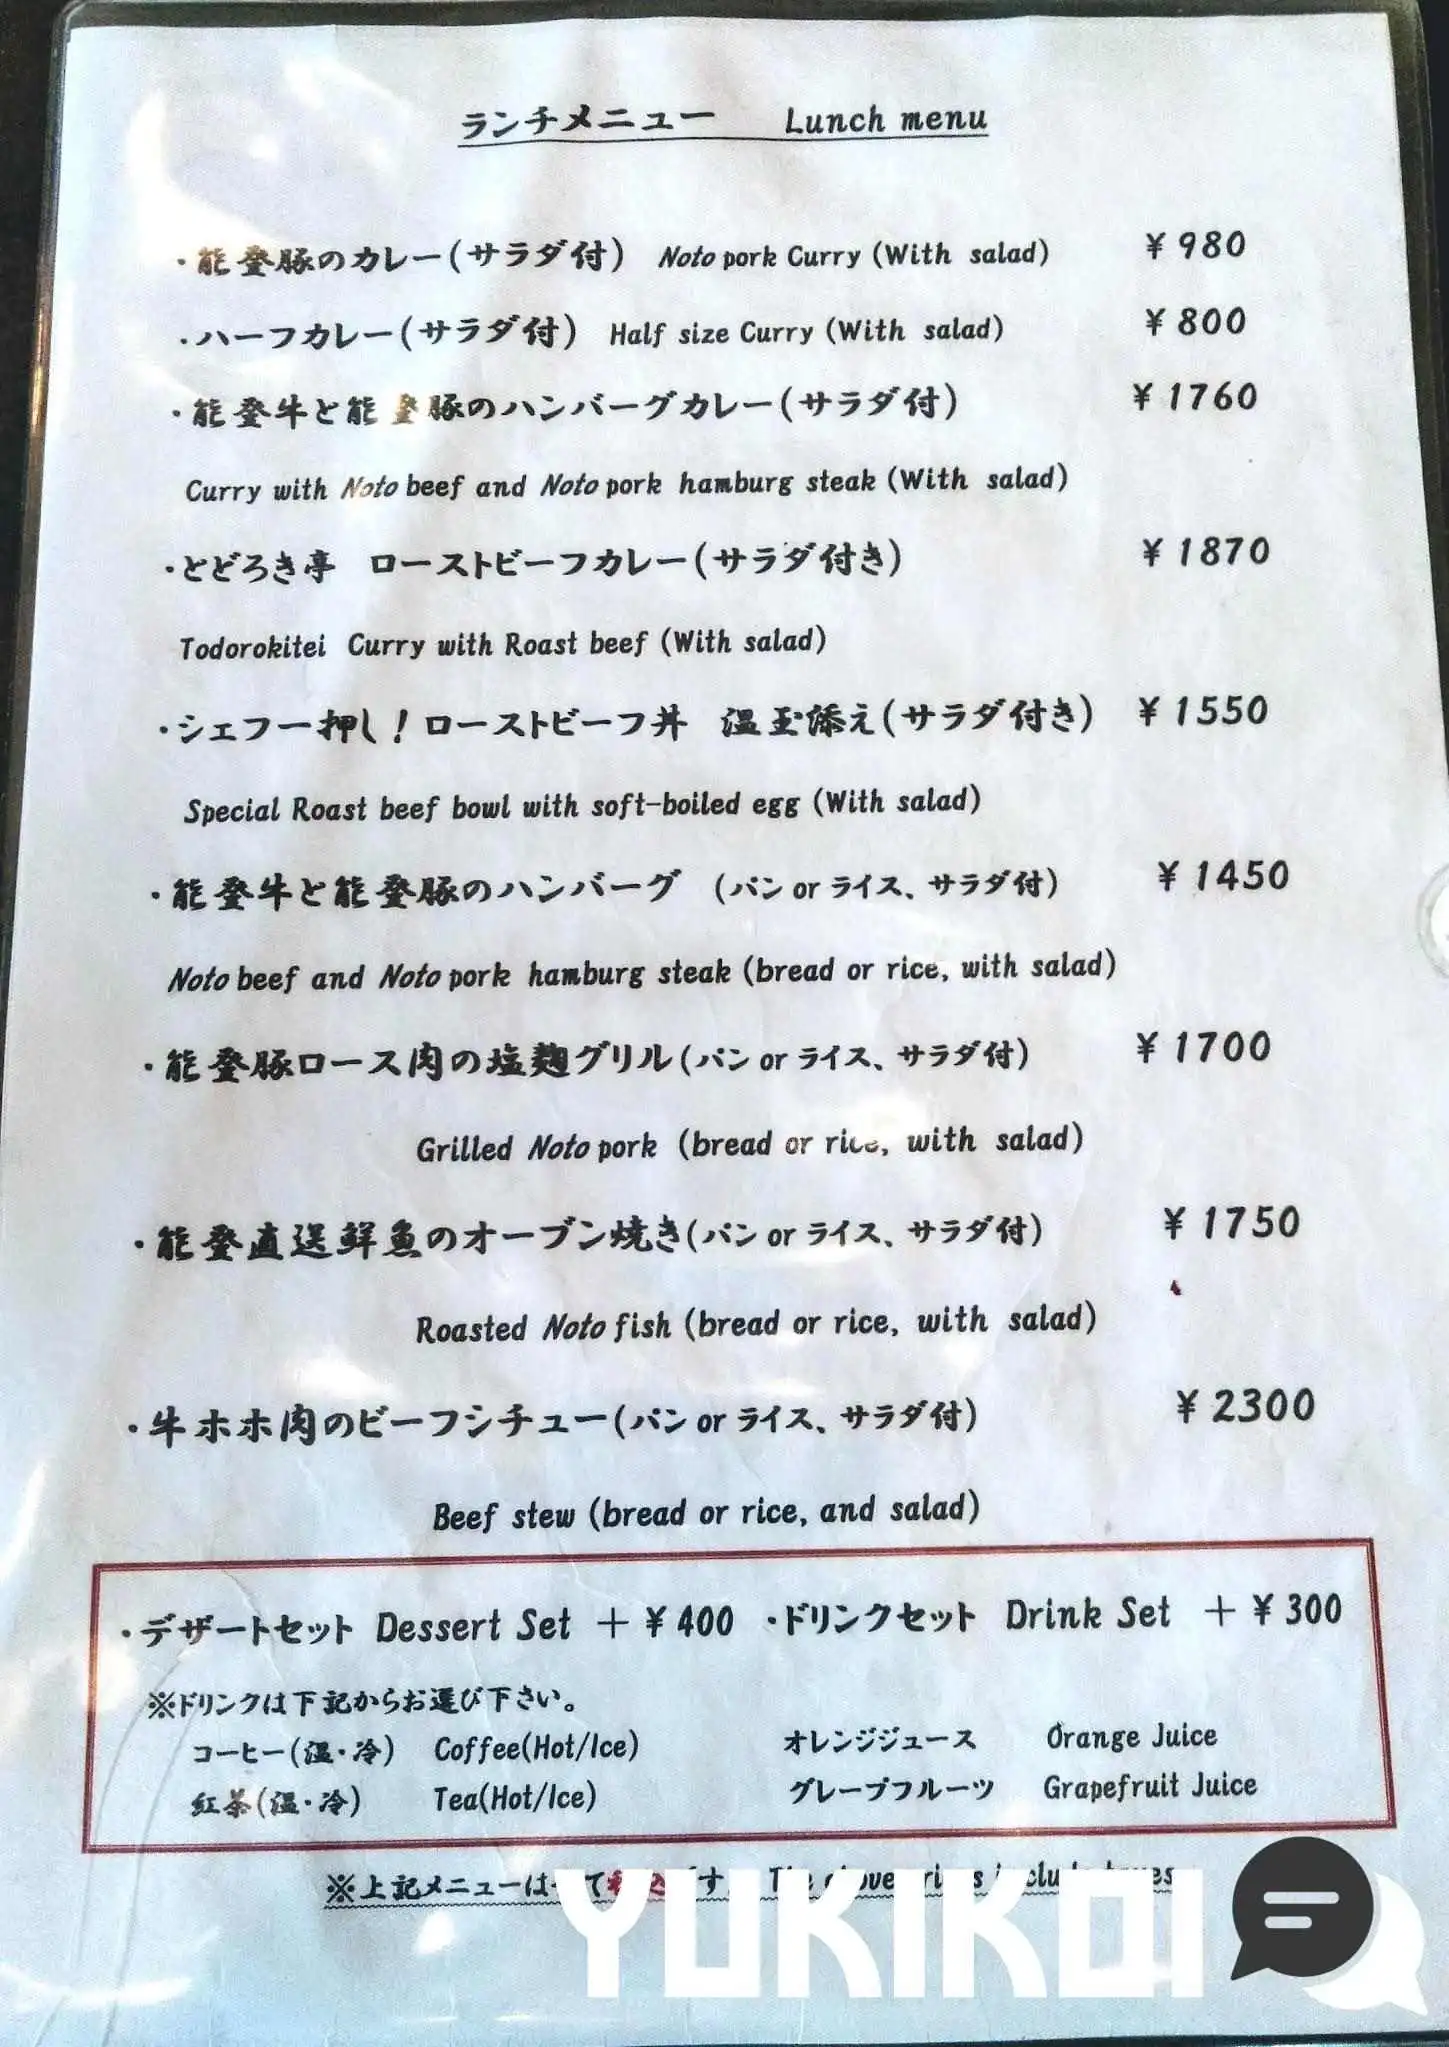 ランチメニュー Lunch menu
・能登豚のカレー(サラダ付) Noto pork Curry (With salad) ￥980
・ハーフカレー(サラダ付) Half size Curry (With salad) ￥800
・能登牛と能登豚のハンバーグカレー(サラダ付) ￥1760
Curry with Noto beef and Noto pork hamburg steak (With salad)
・とどろき亭 ローストビーフカレー(サラダ付き) ￥1870
Todorokitei Curry with Roast beef (With salad)
・シェフ一押し！ローストビーフ丼 温玉添え(サラダ付き) ￥1550
Special Roast beef bowl with soft-boiled egg (With salad)
・能登牛と能登豚のハンバーグ (パン or ライス、サラダ付) ￥1450
Noto beef and Noto pork hamburg steak (bread or rice, with salad)
・能登豚ロース肉の塩麹グリル(パン or ライス、サラダ付) ￥1700
Grilled Noto pork (bread or rice, with salad)
・能登直送鮮魚のオーブン焼き(パン or ライス、サラダ付) ￥1750
Roasted Noto fish (bread or rice, with salad)
・牛ホホ肉のビーフシチュー(パン or ライス、サラダ付) ￥2300
Beef stew (bread or rice, and salad)
・デザートセット Dessert Set ＋￥400 ・ドリンクセット Drink Set ＋￥300
※ドリンクは下記からお選び下さい。
コーヒー(温・冷) Coffee(Hot/Ice) オレンジジュース Orange Juice
紅茶(温・冷) Tea(Hot/Ice) グレープフルーツ Grapefruit Juice
※上記メニューは
YUKIKOI